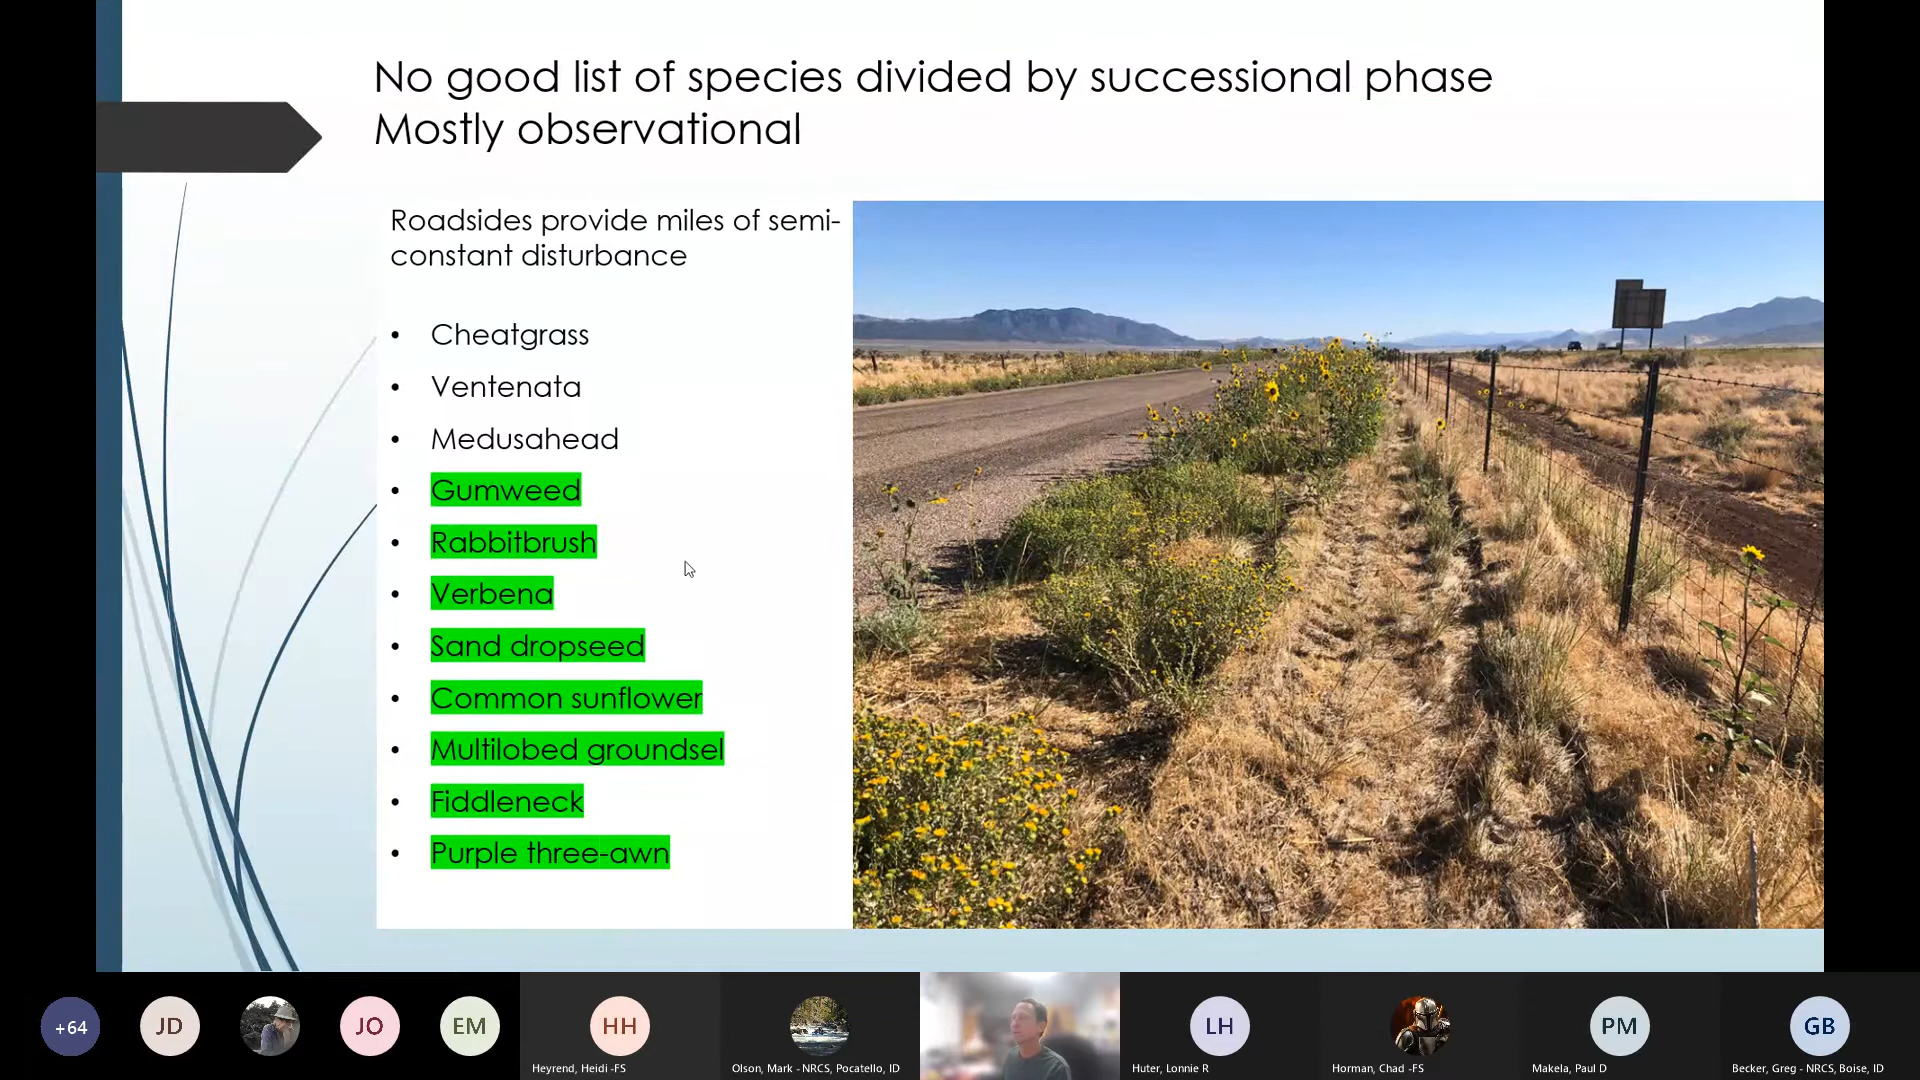 No good list of species divided by successional phase
Mostly observational
Roadsides provide miles of semi-
constant disturbance
• Cheatgrass
• Ventenata
• Medusahead
• Gumweed
• Rabbitbrush
• Verbena
• Sand dropseed
• Common sunflower
• Multilobed groundsel
• Fiddleneck
• Purple three-awn
+64
JD
JO
EM
HH
LH
PM
GB
Heyrend, Heidi -FS
Olson, Mark - NRCS, Pocatello, ID
Huter, Lonnie R
Horman, Chad -FS
Makela, Paul D
Becker, Greg - NRCS, Boise, ID